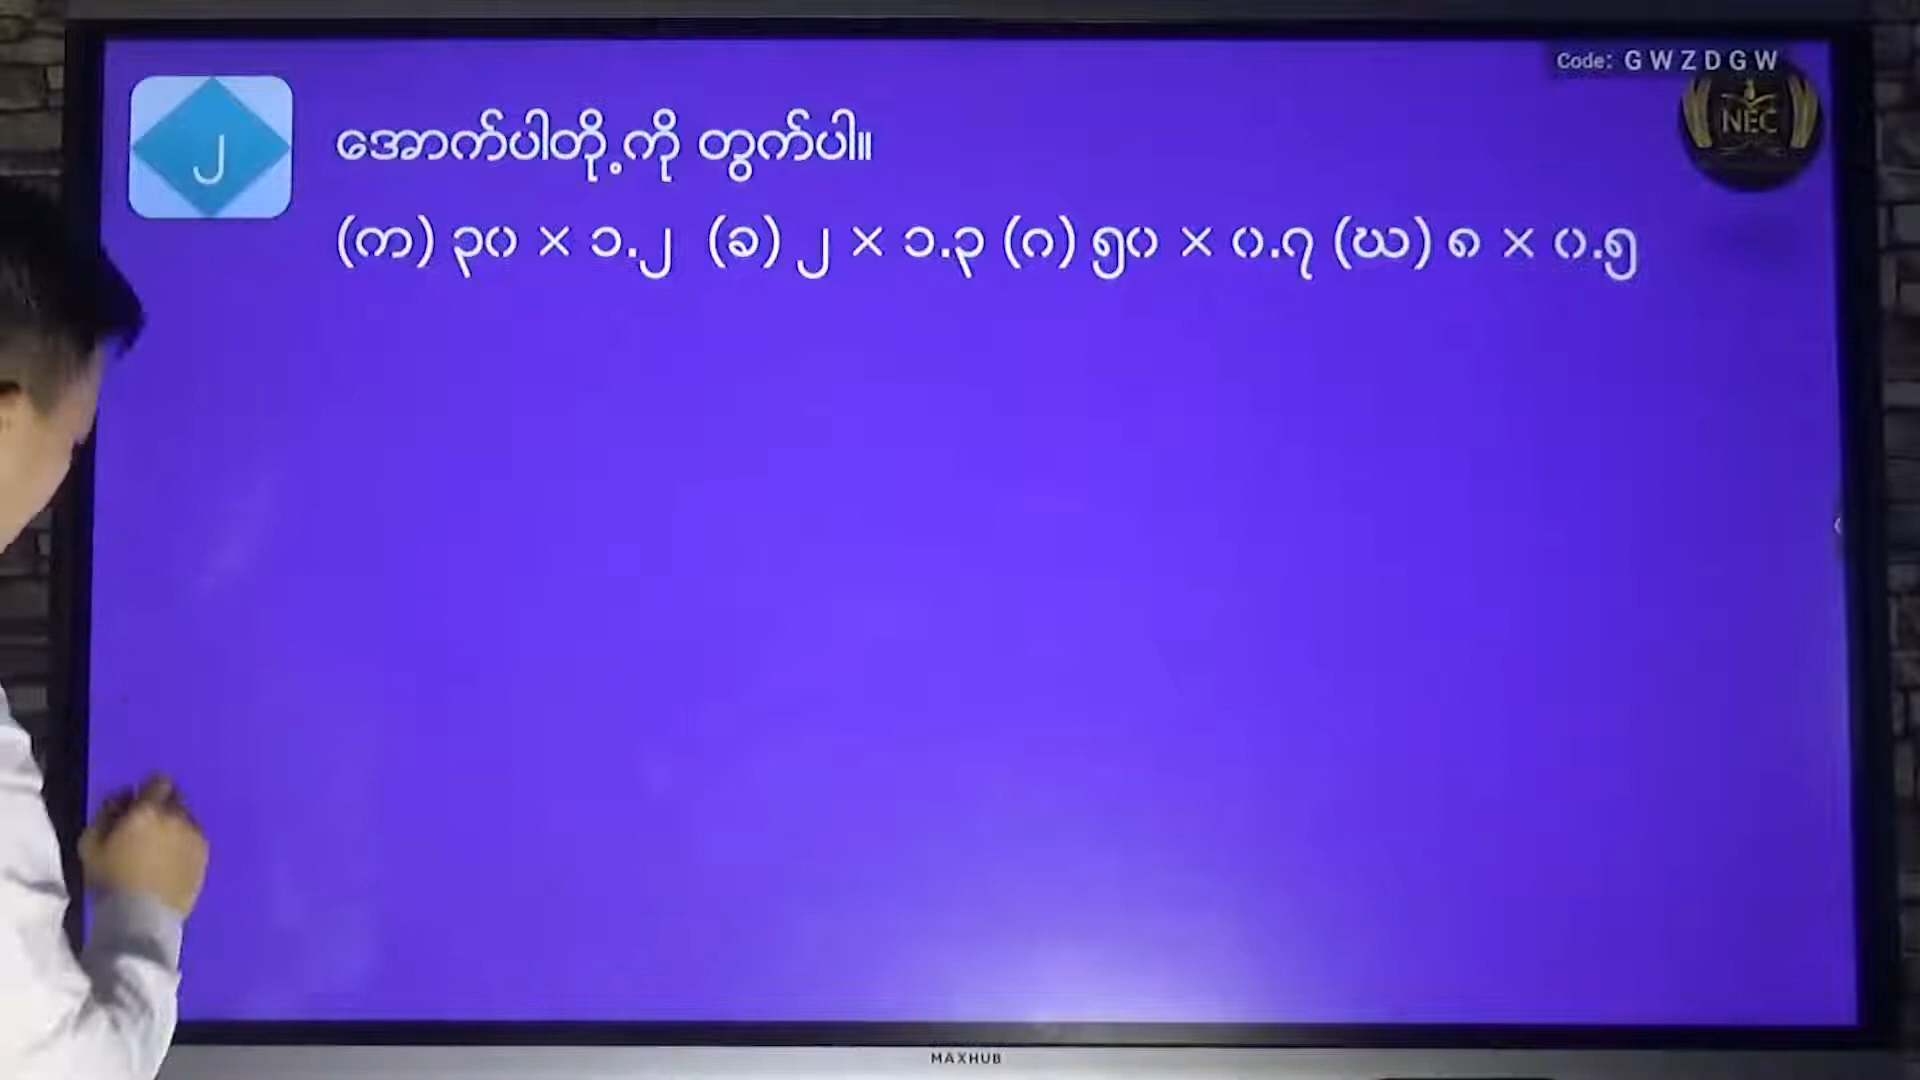 Code: GWZDGW
NEC
၂
အောက်ပါတို့ကို တွက်ပါ။
(က) ၃၀ × ၁.၂ (ခ) ၂ × ၁.၃ (ဂ) ၅၀ × ၀.၇ (ဃ) ၈ × ၀.၅
MAXHUB